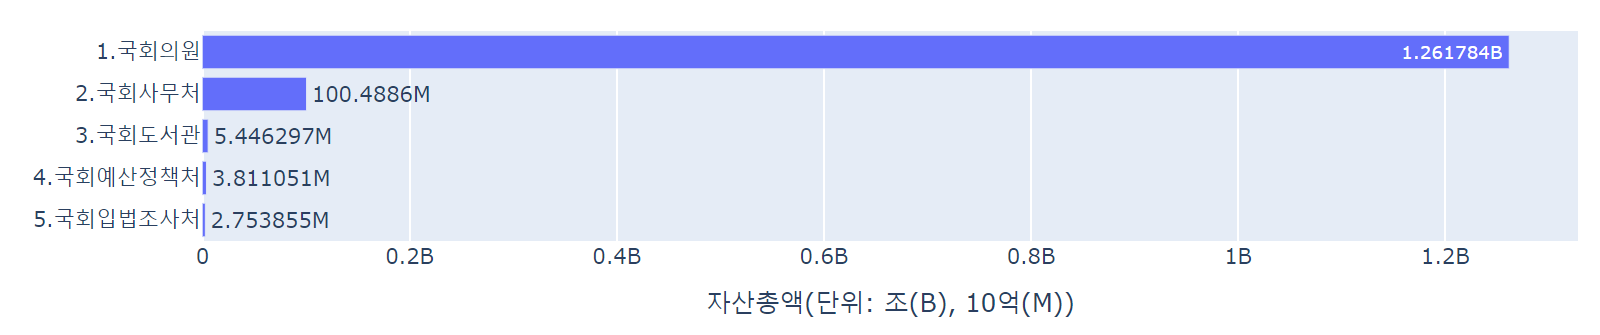 1.국회의원 1.261784B
2.국회사무처 100.4886M
3.국회도서관 5.446297M
4.국회예산정책처 3.811051M
5.국회입법조사처 2.753855M
0 0.2B 0.4B 0.6B 0.8B 1B 1.2B
자산총액(단위: 조(B), 10억(M))